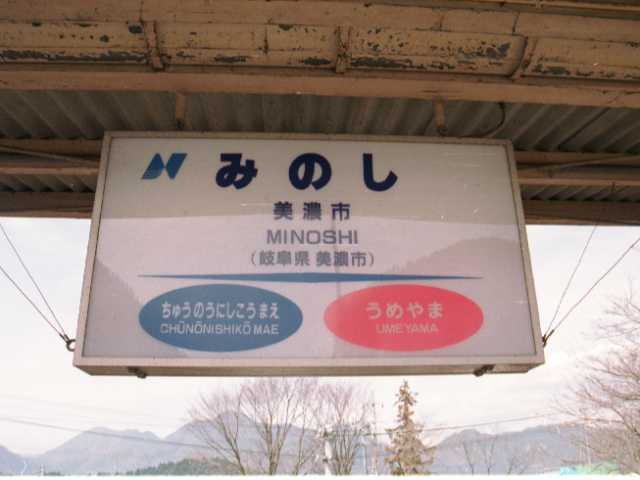 みのし
美濃市
MINOSHI
(岐阜県 美濃市)
ちゅうのうにしこうまえ
CHŪNŌNISHIKŌ MAE
うめやま
UMEYAMA